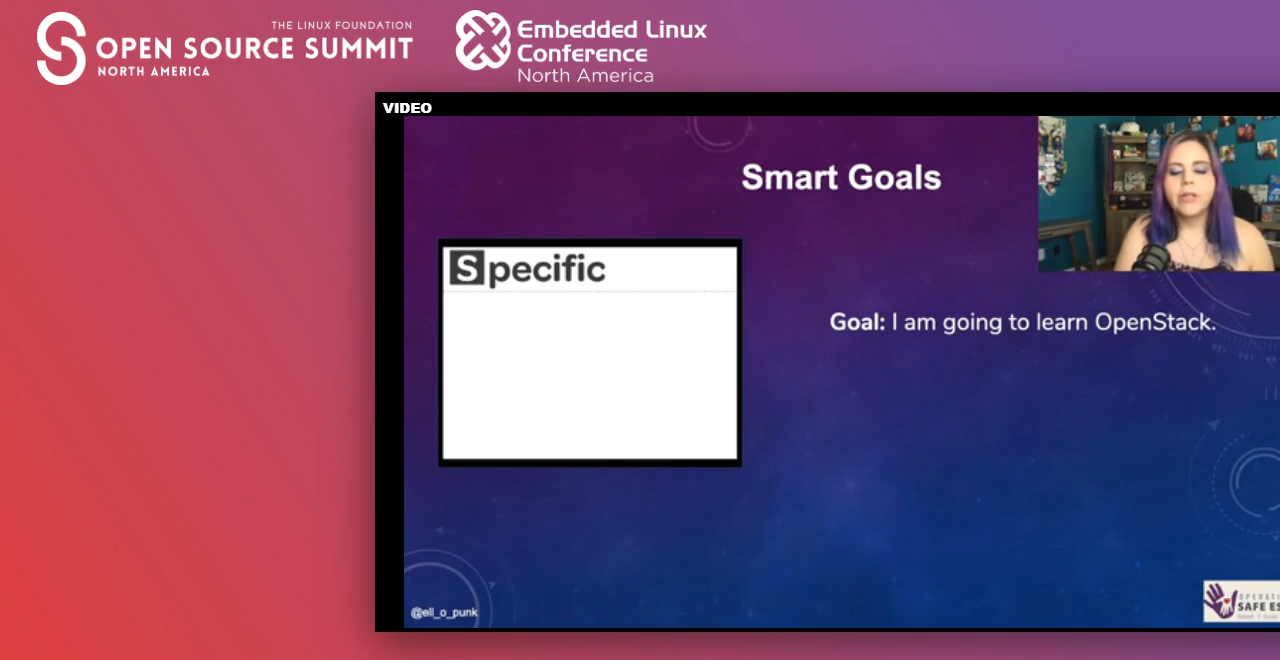 THE LINUX FOUNDATION
OPEN SOURCE SUMMIT
NORTH AMERICA
Embedded Linux
Conference
North America
VIDEO
Smart Goals
Specific
Goal: I am going to learn OpenStack.
@ell_o_punk
OPERATI
SAFE ES